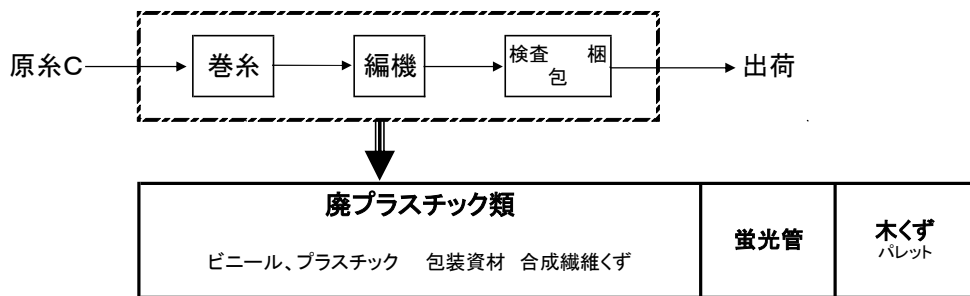 原糸C
巻糸
編機
検査 梱
包
出荷
廃プラスチック類
ビニール、プラスチック 包装資材 合成繊維くず
蛍光管
木くず
パレット